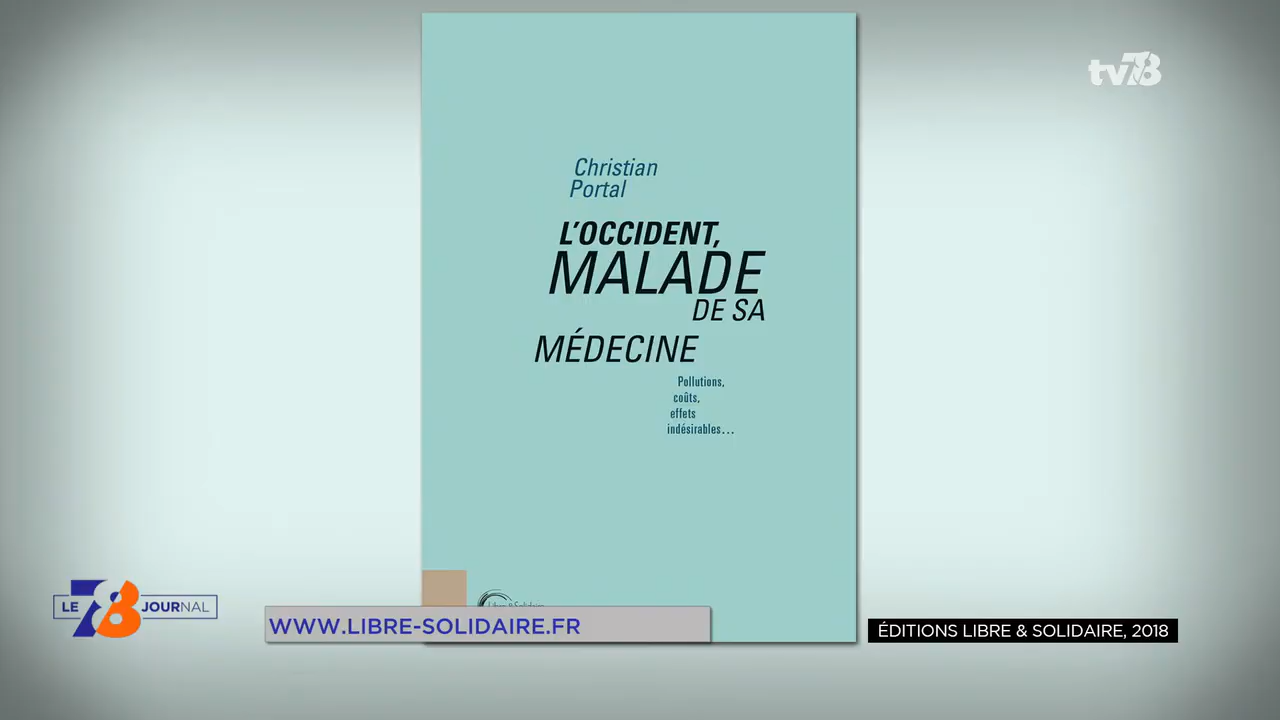 tv78
Christian
Portal
L'OCCIDENT,
MALADE
DE SA
MÉDECINE
Pollutions,
coûts,
effets
indésirables...
LE 78 JOURNAL
WWW.LIBRE-SOLIDAIRE.FR
ÉDITIONS LIBRE & SOLIDAIRE, 2018